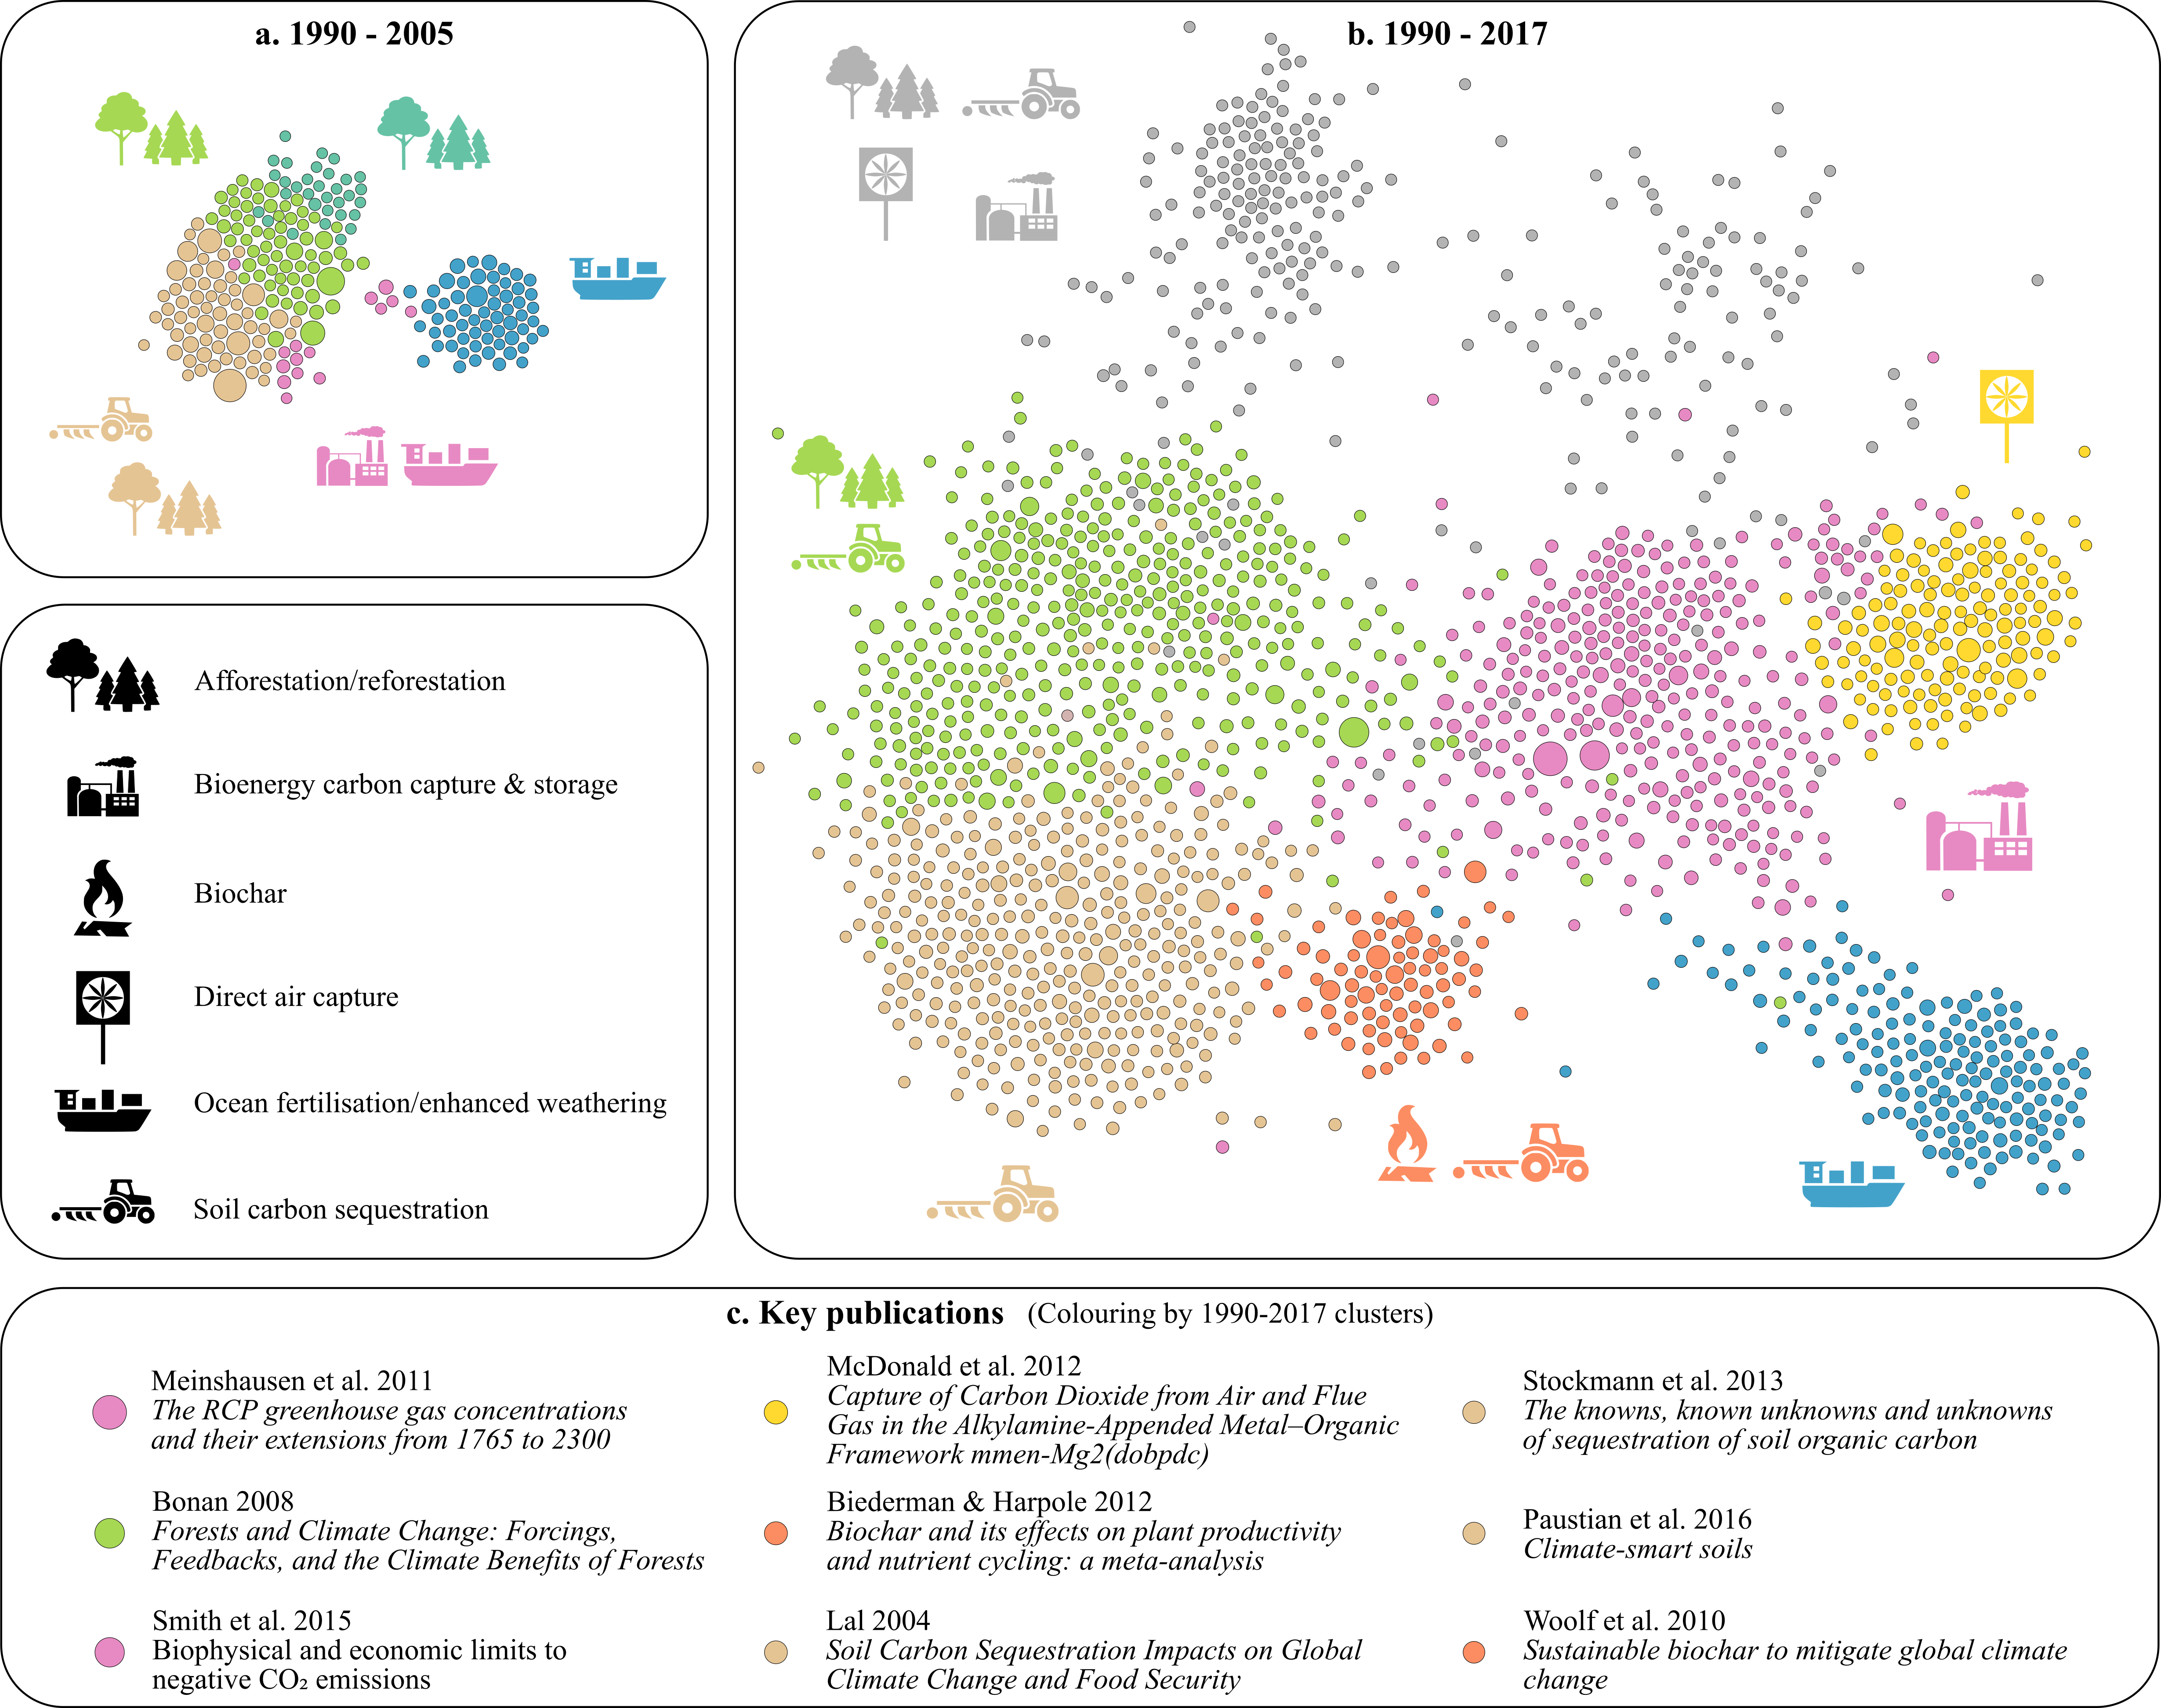 a. 1990 - 2005
b. 1990 - 2017
Afforestation/reforestation
Bioenergy carbon capture & storage
Biochar
Direct air capture
Ocean fertilisation/enhanced weathering
Soil carbon sequestration
c. Key publications (Colouring by 1990-2017 clusters)
Meinshausen et al. 2011
The RCP greenhouse gas concentrations
and their extensions from 1765 to 2300
Bonan 2008
Forests and Climate Change: Forcings,
Feedbacks, and the Climate Benefits of Forests
Smith et al. 2015
Biophysical and economic limits to
negative CO₂ emissions
McDonald et al. 2012
Capture of Carbon Dioxide from Air and Flue
Gas in the Alkylamine-Appended Metal–Organic
Framework mmen-Mg2(dobpdc)
Biederman & Harpole 2012
Biochar and its effects on plant productivity
and nutrient cycling: a meta-analysis
Lal 2004
Soil Carbon Sequestration Impacts on Global
Climate Change and Food Security
Stockmann et al. 2013
The knowns, known unknowns and unknowns
of sequestration of soil organic carbon
Paustian et al. 2016
Climate-smart soils
Woolf et al. 2010
Sustainable biochar to mitigate global climate
change